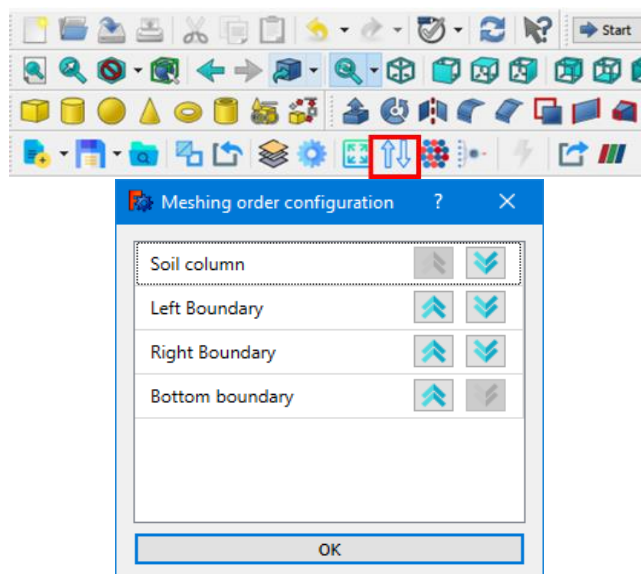 Start
Meshing order configuration ?
Soil column
Left Boundary
Right Boundary
Bottom boundary
OK